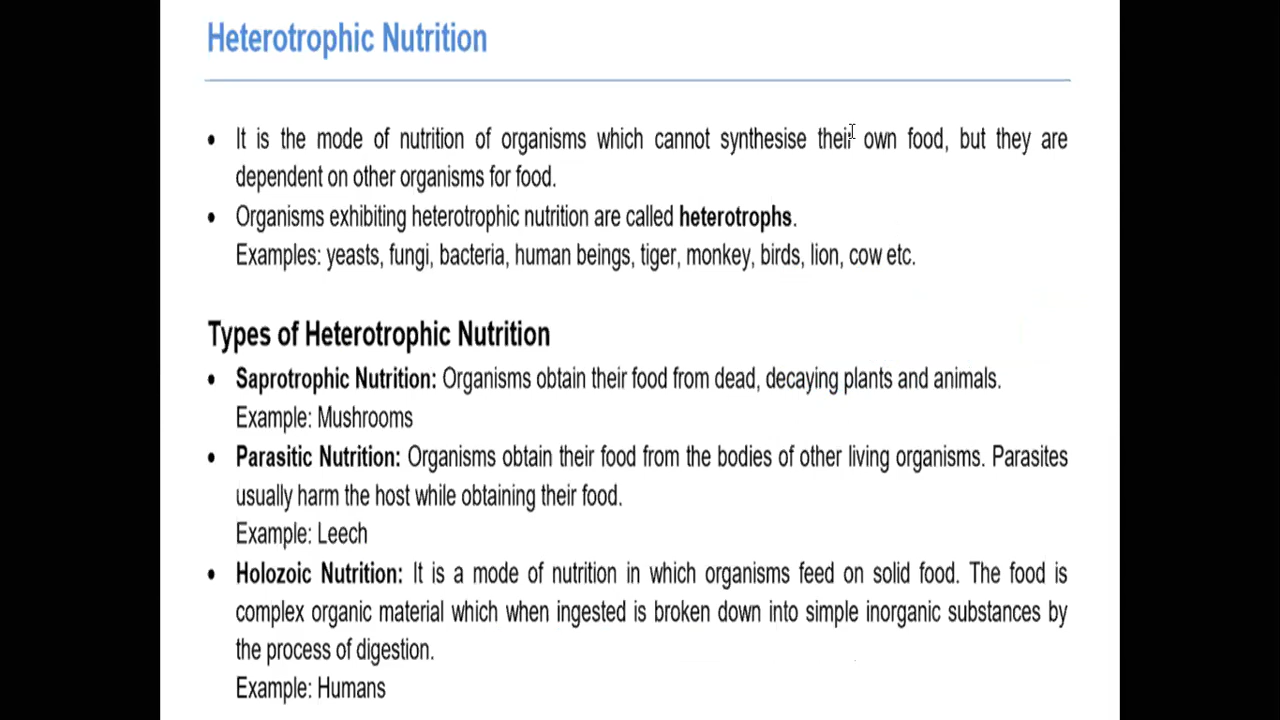 Heterotrophic Nutrition
• It is the mode of nutrition of organisms which cannot synthesise their own food, but they are
dependent on other organisms for food.
• Organisms exhibiting heterotrophic nutrition are called heterotrophs.
Examples: yeasts, fungi, bacteria, human beings, tiger, monkey, birds, lion, cow etc.
Types of Heterotrophic Nutrition
• Saprotrophic Nutrition: Organisms obtain their food from dead, decaying plants and animals.
Example: Mushrooms
• Parasitic Nutrition: Organisms obtain their food from the bodies of other living organisms. Parasites
usually harm the host while obtaining their food.
Example: Leech
• Holozoic Nutrition: It is a mode of nutrition in which organisms feed on solid food. The food is
complex organic material which when ingested is broken down into simple inorganic substances by
the process of digestion.
Example: Humans